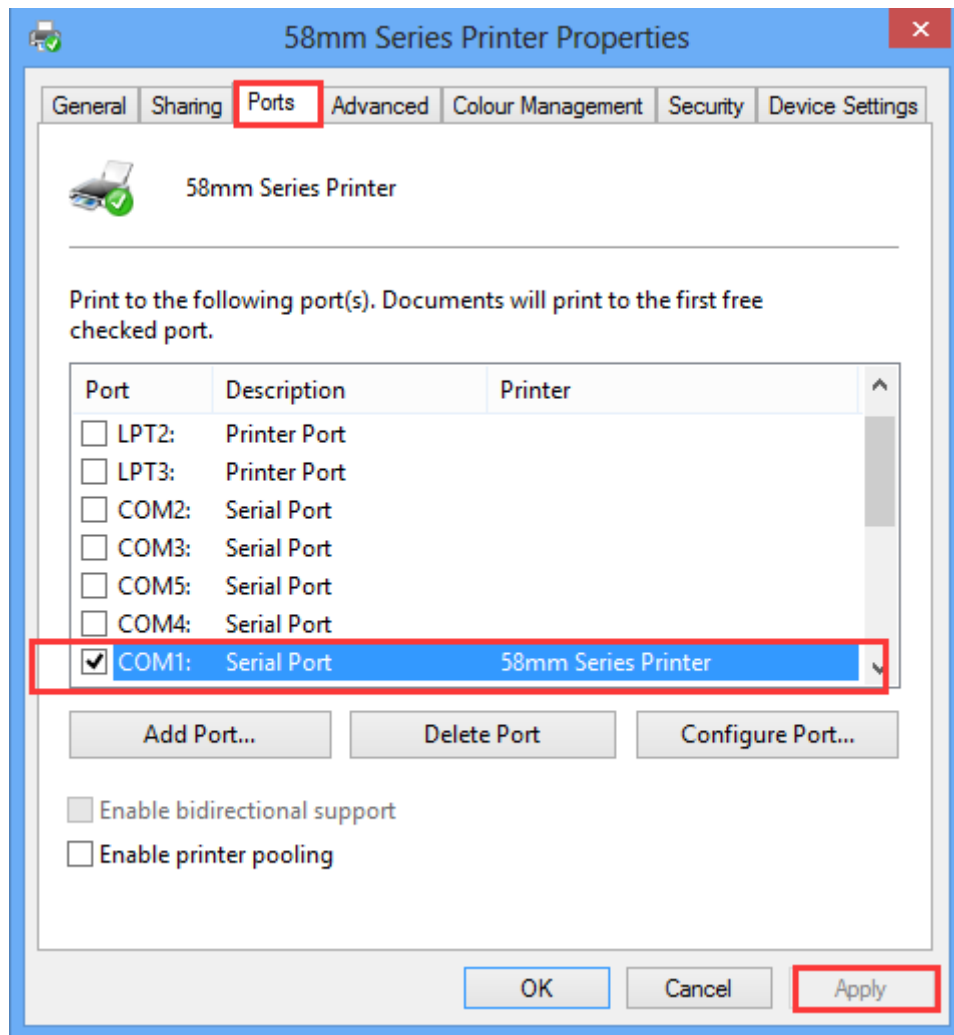 58mm Series Printer Properties
General Sharing Ports Advanced Colour Management Security Device Settings
58mm Series Printer
Print to the following port(s). Documents will print to the first free
checked port.
Port Description Printer
LPT2: Printer Port
LPT3: Printer Port
COM2: Serial Port
COM3: Serial Port
COM5: Serial Port
COM4: Serial Port
COM1: Serial Port 58mm Series Printer
Add Port... Delete Port Configure Port...
Enable bidirectional support
Enable printer pooling
OK Cancel Apply